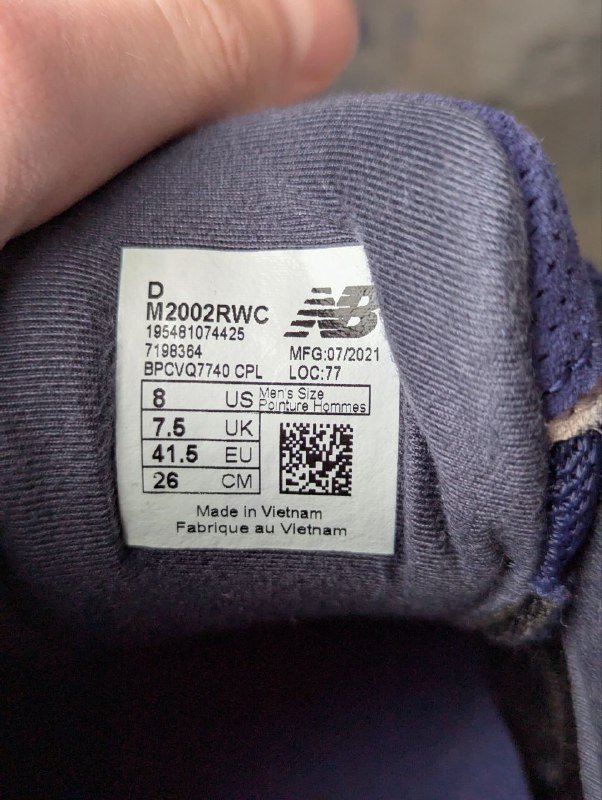 D
M2002RWC
195481074425
7198364
BPCVQ7740 CPL
NB
MFG:07/2021
LOC:77
8 US Men's Size
Pointure Hommes
7.5 UK
41.5 EU
26 CM
Made in Vietnam
Fabrique au Vietnam